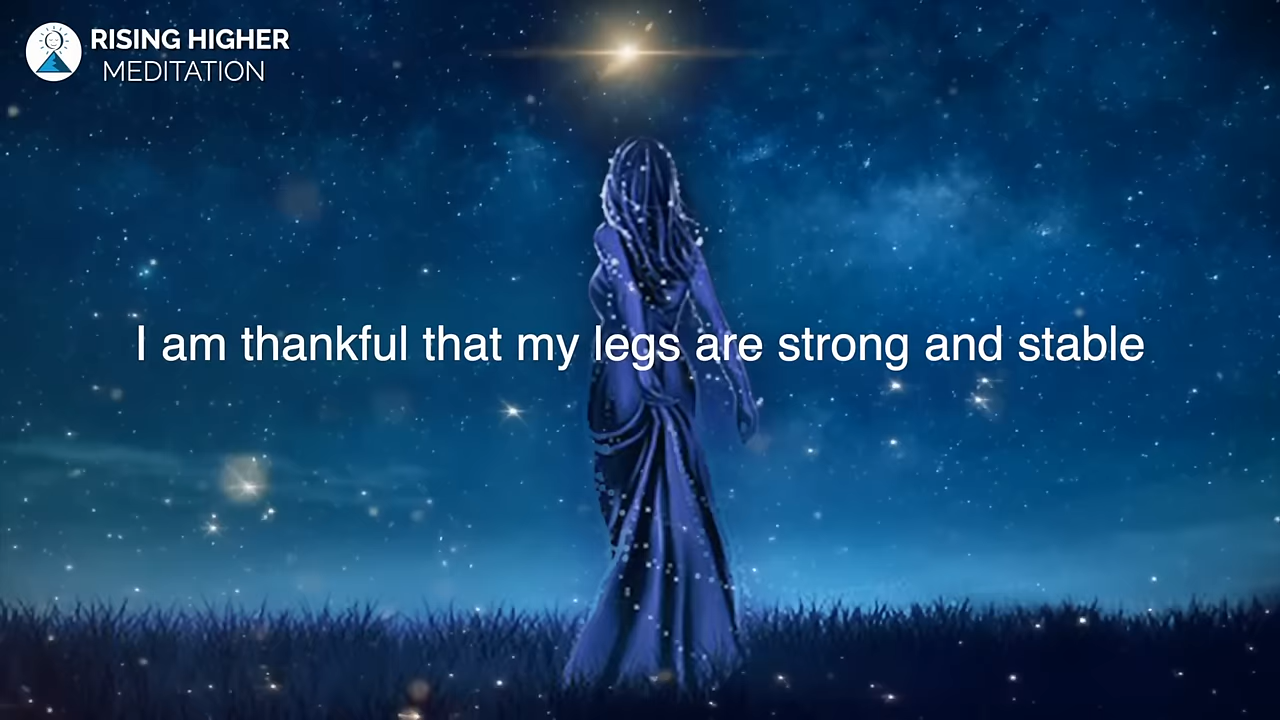 RISING HIGHER
MEDITATION
I am thankful that my legs are strong and stable